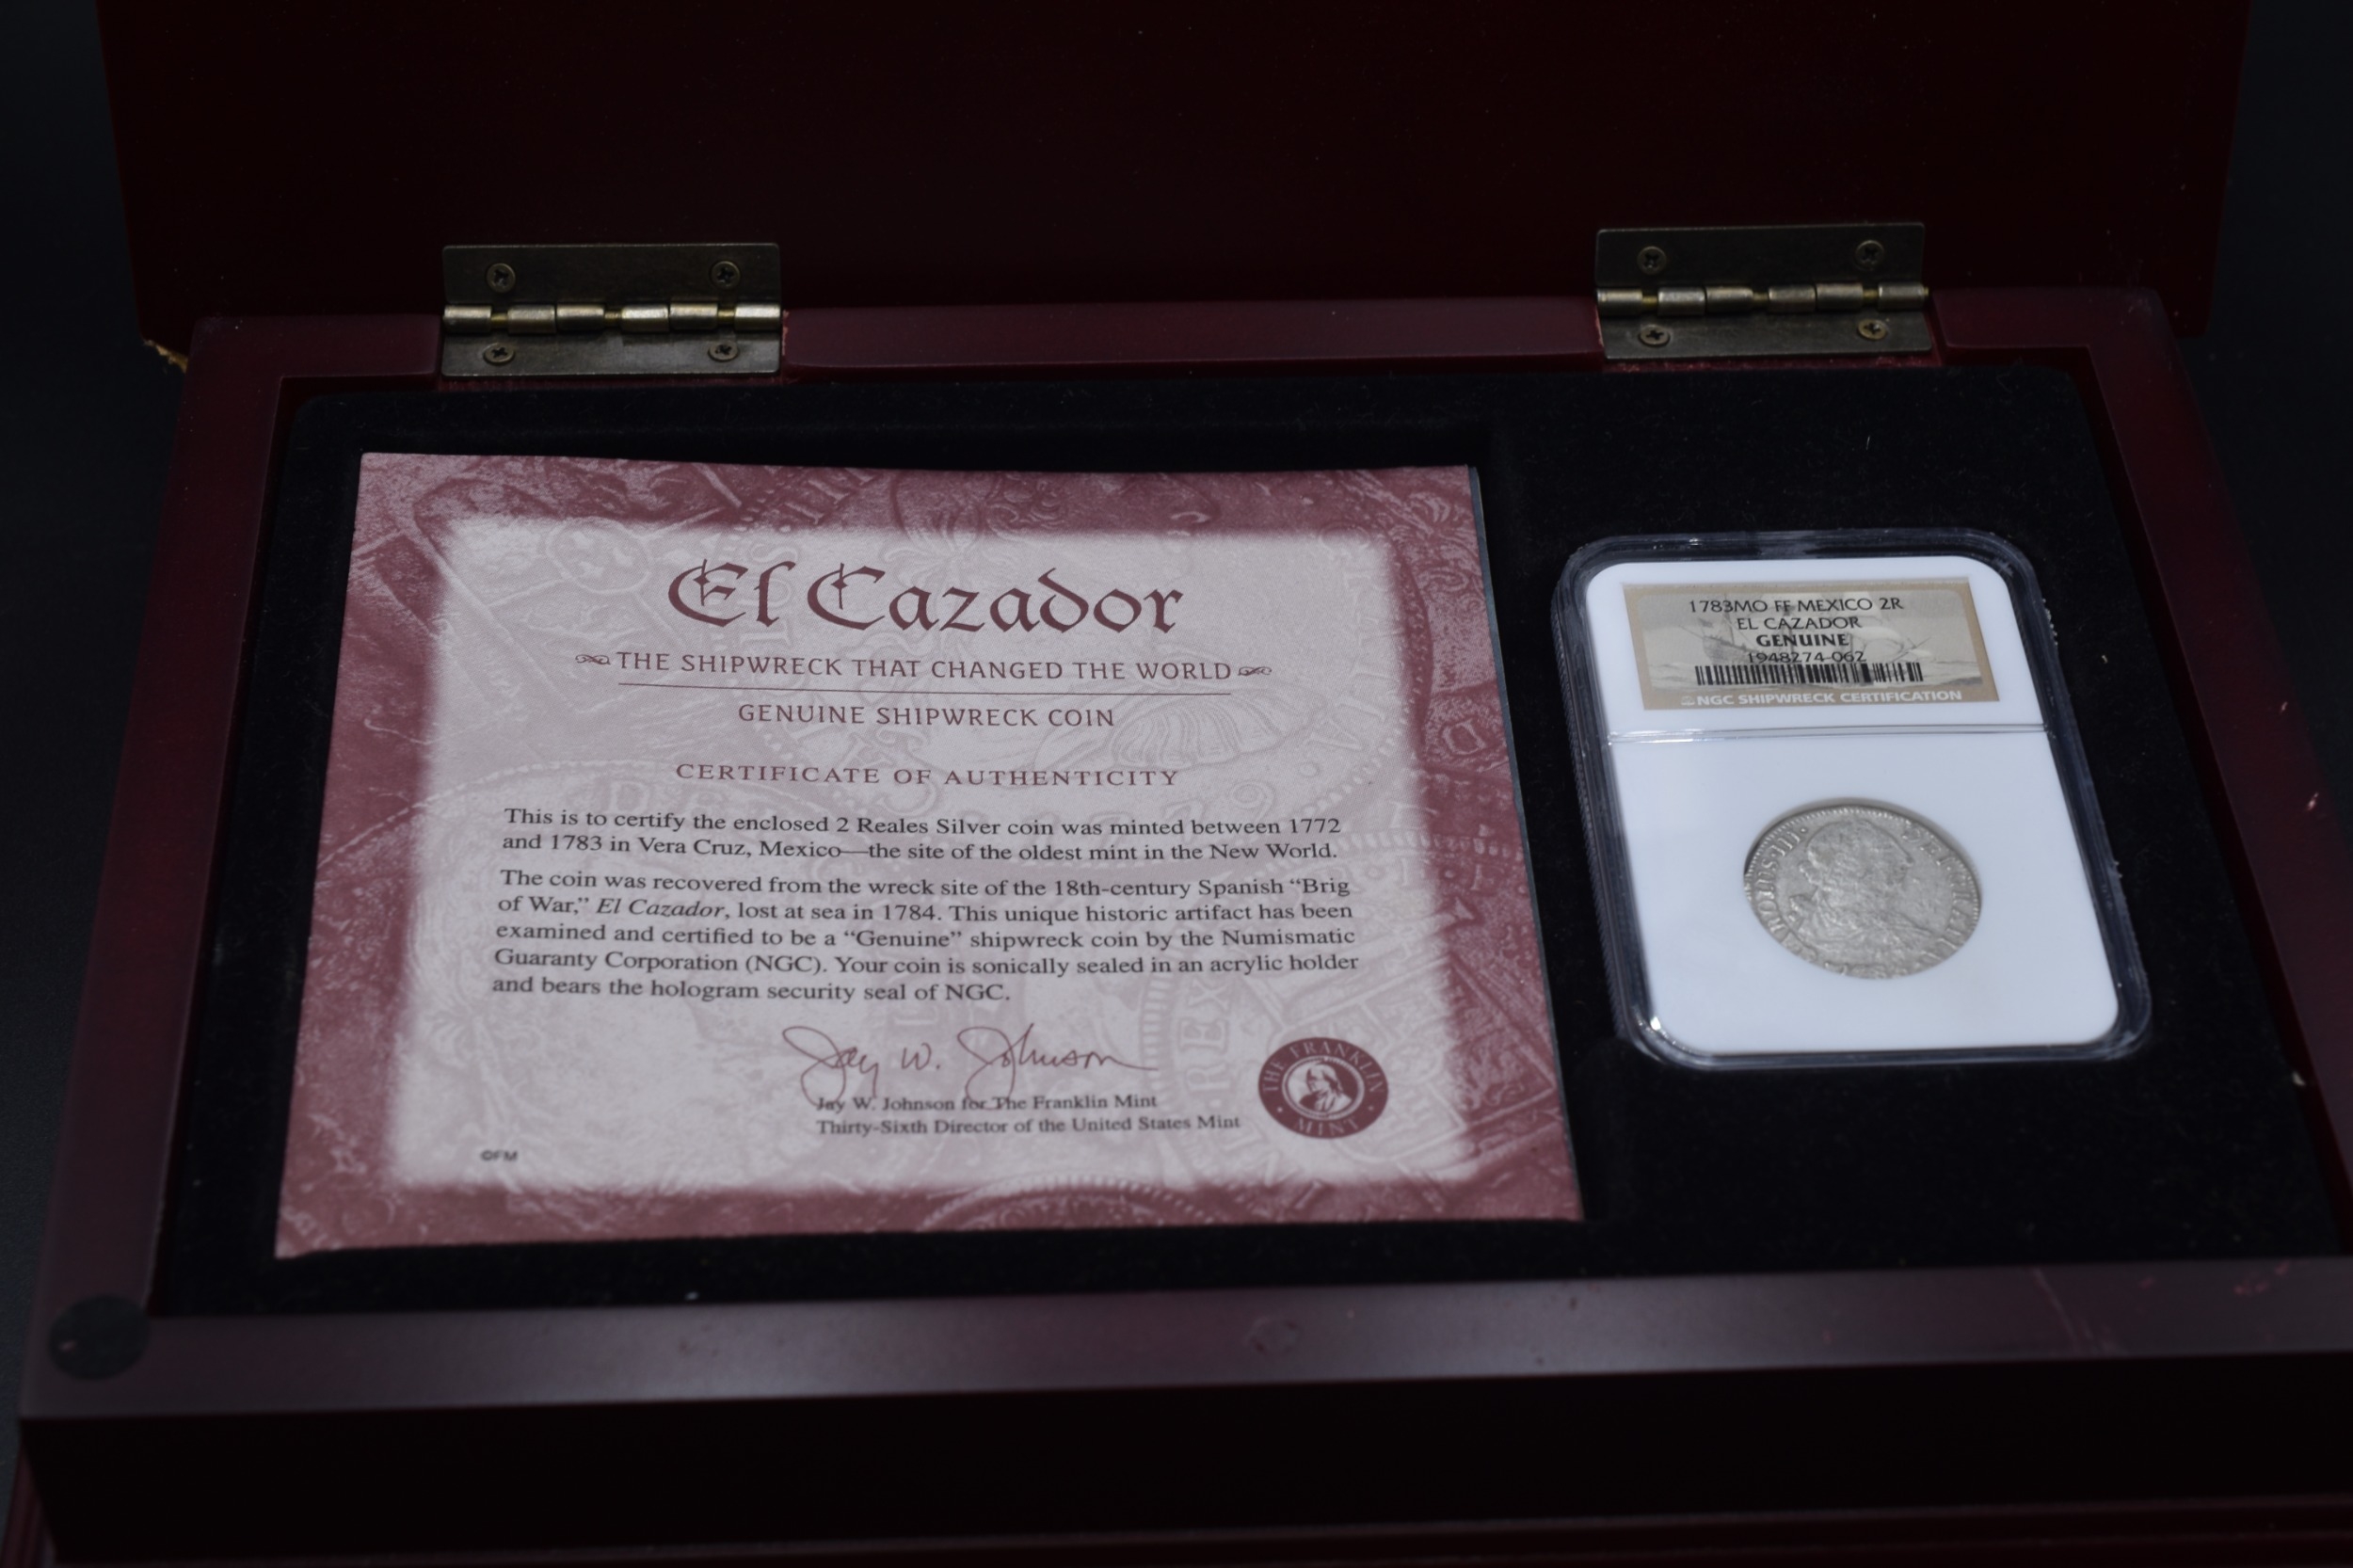 El Cazador
THE SHIPWRECK THAT CHANGED THE WORLD
GENUINE SHIPWRECK COIN
CERTIFICATE OF AUTHENTICITY
This is to certify the enclosed 2 Reales Silver coin was minted between 1772
and 1783 in Vera Cruz, Mexico—the site of the oldest mint in the New World.
The coin was recovered from the wreck site of the 18th-century Spanish “Brig
of War,” El Cazador, lost at sea in 1784. This unique historic artifact has been
examined and certified to be a “Genuine” shipwreck coin by the Numismatic
Guaranty Corporation (NGC). Your coin is sonically sealed in an acrylic holder
and bears the hologram security seal of NGC.
Jay W. Johnson
Jay W. Johnson for The Franklin Mint
Thirty-Sixth Director of the United States Mint
©FM
THE FRANKLIN
MINT
1783MO FF MEXICO 2R
EL CAZADOR
GENUINE
1948274-062
NGC SHIPWRECK CERTIFICATION